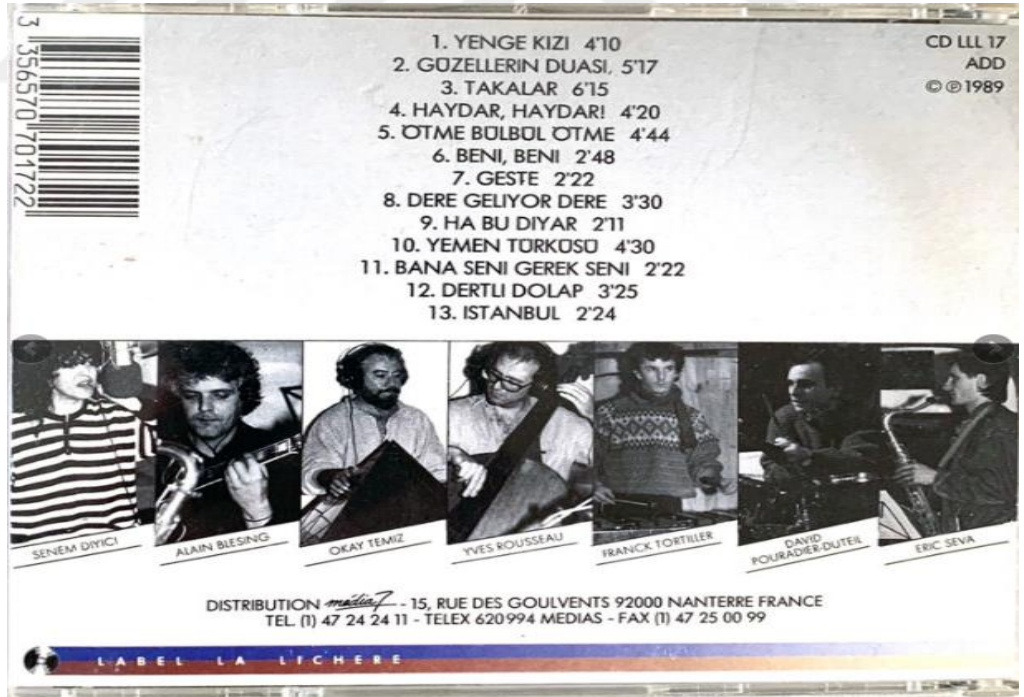 3 356570 701722
1. YENGE KIZI 4'10
2. GÜZELLERIN DUASI, 5'17
3. TAKALAR 6'15
4. HAYDAR, HAYDAR! 4'20
5. ÖTME BÜLBÜL ÖTME 4'44
6. BENI, BENI 2'48
7. GESTE 2'22
8. DERE GELIYOR DERE 3'30
9. HA BU DIYAR 2'11
10. YEMEN TÜRKÜSÜ 4'30
11. BANA SENI GEREK SENI 2'22
12. DERTLI DOLAP 3'25
13. ISTANBUL 2'24
CD LLL 17
ADD
© ℗ 1989
SENEM DIYICI
ALAIN BLESING
OKAY TEMIZ
YVES ROUSSEAU
FRANCK TORTILLER
DAVID
POURADIER-DUTEIL
ERIC SEVA
DISTRIBUTION média 7 - 15, RUE DES GOULVENTS 92000 NANTERRE FRANCE
TEL. (1) 47 24 24 11 - TELEX 620 994 MEDIAS - FAX (1) 47 25 00 99
LABEL LA LICHERE